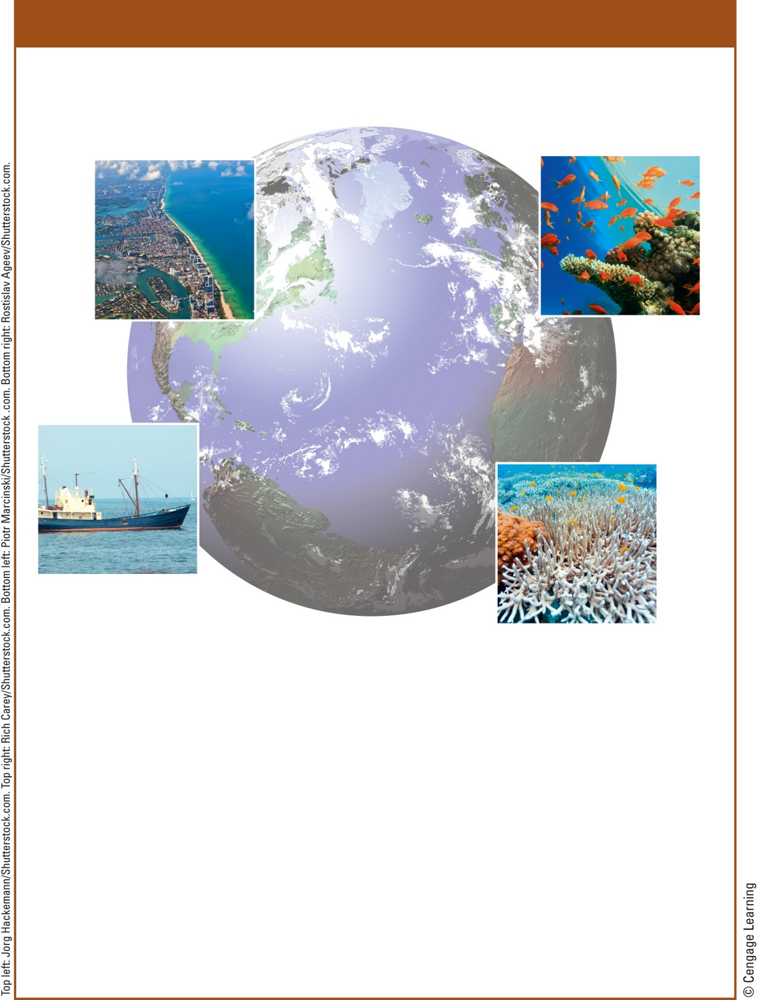 Top left: Jorg Hackemann/Shutterstock.com. Top right: Rich Carey/Shutterstock.com. Bottom left: Piotr Marcinski/Shutterstock .com. Bottom right: Rostislav Ageev/Shutterstock.com.
© Cengage Learning